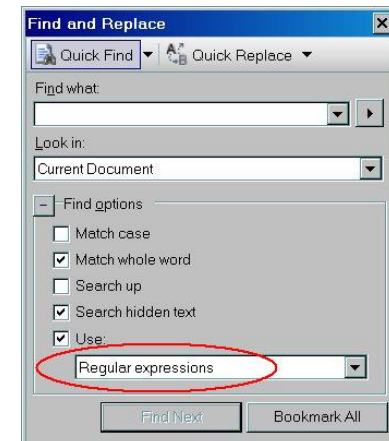 Find and Replace
Quick Find Quick Replace
Find what:
Look in:
Current Document
Find options
Match case
Match whole word
Search up
Search hidden text
Use:
Regular expressions
Find Next Bookmark All